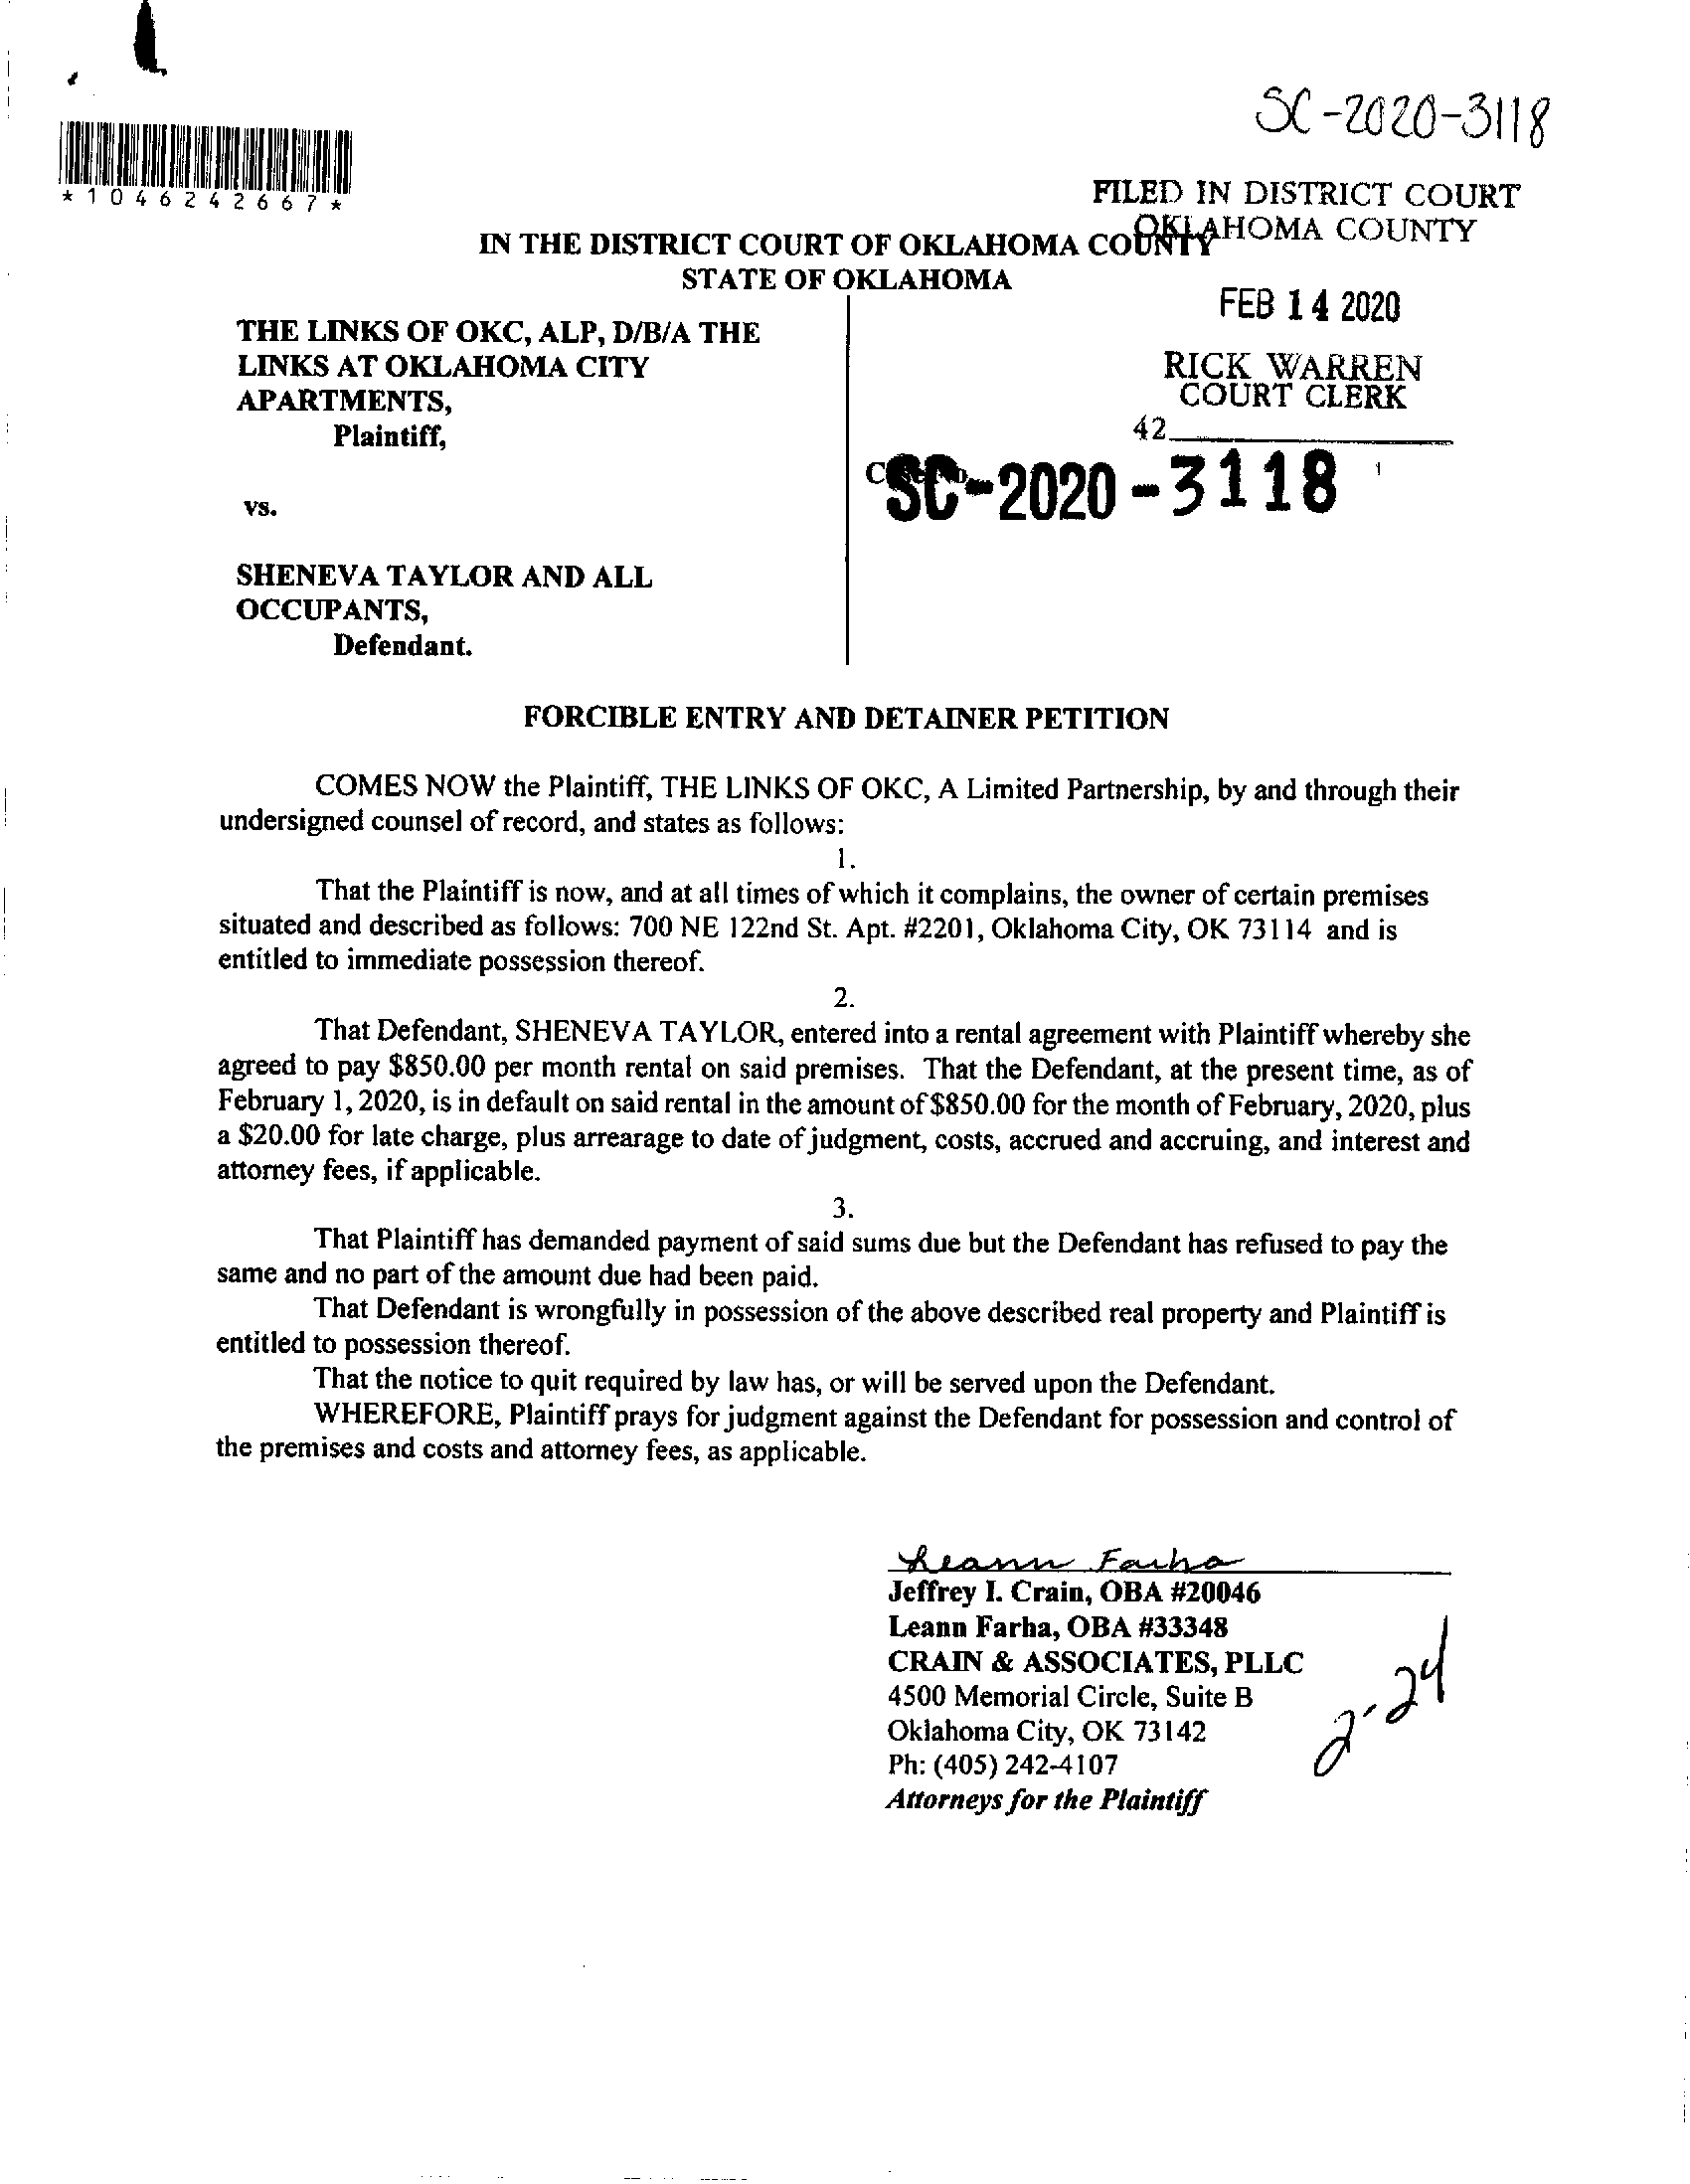 SC-2020-3118
*1046242667*
FILED IN DISTRICT COURT
OKLAHOMA COUNTY
IN THE DISTRICT COURT OF OKLAHOMA COUNTY
STATE OF OKLAHOMA
FEB 14 2020
THE LINKS OF OKC, ALP, D/B/A THE
LINKS AT OKLAHOMA CITY
APARTMENTS,
Plaintiff,
RICK WARREN
COURT CLERK
42
SC-2020-3118
vs.
SHENEVA TAYLOR AND ALL
OCCUPANTS,
Defendant.
FORCIBLE ENTRY AND DETAINER PETITION
COMES NOW the Plaintiff, THE LINKS OF OKC, A Limited Partnership, by and through their
undersigned counsel of record, and states as follows:
1.
That the Plaintiff is now, and at all times of which it complains, the owner of certain premises
situated and described as follows: 700 NE 122nd St. Apt. #2201, Oklahoma City, OK 73114 and is
entitled to immediate possession thereof.
2.
That Defendant, SHENEVA TAYLOR, entered into a rental agreement with Plaintiff whereby she
agreed to pay $850.00 per month rental on said premises. That the Defendant, at the present time, as of
February 1, 2020, is in default on said rental in the amount of $850.00 for the month of February, 2020, plus
a $20.00 for late charge, plus arrearage to date of judgment, costs, accrued and accruing, and interest and
attorney fees, if applicable.
3.
That Plaintiff has demanded payment of said sums due but the Defendant has refused to pay the
same and no part of the amount due had been paid.
That Defendant is wrongfully in possession of the above described real property and Plaintiff is
entitled to possession thereof.
That the notice to quit required by law has, or will be served upon the Defendant.
WHEREFORE, Plaintiff prays for judgment against the Defendant for possession and control of
the premises and costs and attorney fees, as applicable.
Leann Farha
Jeffrey I. Crain, OBA #20046
Leann Farha, OBA #33348
CRAIN & ASSOCIATES, PLLC
4500 Memorial Circle, Suite B
Oklahoma City, OK 73142
Ph: (405) 242-4107
Attorneys for the Plaintiff
2-24